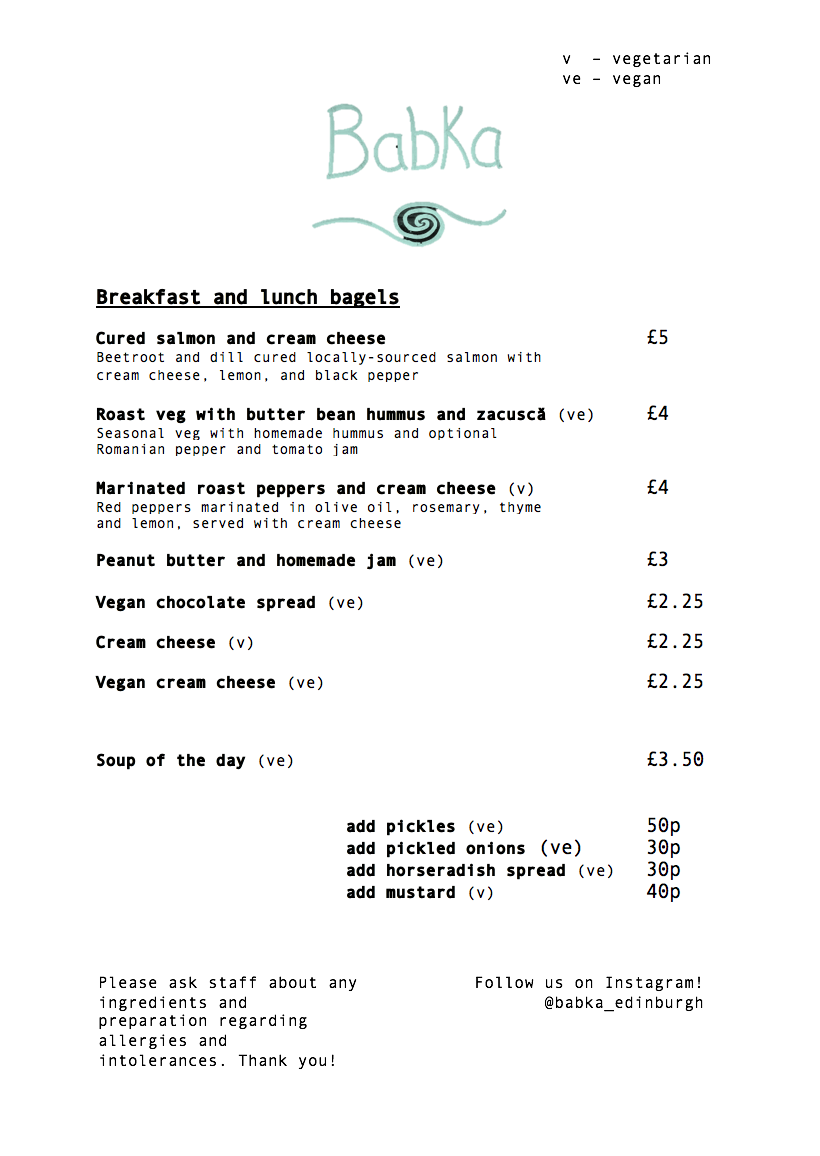 v – vegetarian
ve – vegan
BabKa
Breakfast and lunch bagels
Cured salmon and cream cheese £5
Beetroot and dill cured locally-sourced salmon with
cream cheese, lemon, and black pepper
Roast veg with butter bean hummus and zacuscă (ve) £4
Seasonal veg with homemade hummus and optional
Romanian pepper and tomato jam
Marinated roast peppers and cream cheese (v) £4
Red peppers marinated in olive oil, rosemary, thyme
and lemon, served with cream cheese
Peanut butter and homemade jam (ve) £3
Vegan chocolate spread (ve) £2.25
Cream cheese (v) £2.25
Vegan cream cheese (ve) £2.25
Soup of the day (ve) £3.50
add pickles (ve) 50p
add pickled onions (ve) 30p
add horseradish spread (ve) 30p
add mustard (v) 40p
Please ask staff about any
ingredients and
preparation regarding
allergies and
intolerances. Thank you!
Follow us on Instagram!
@babka_edinburgh